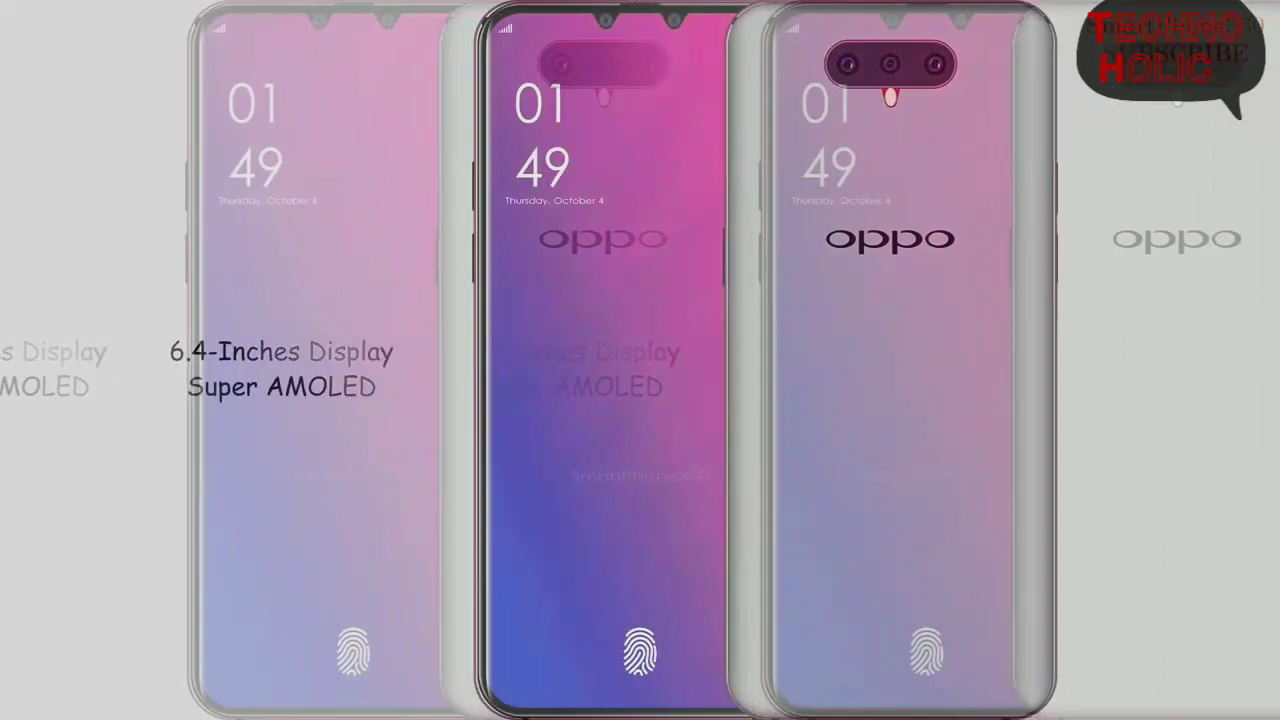 TECHNO
HOLIC
SUBSCRIBE
01
49
Thursday, October 4
01
49
Thursday, October 4
01
49
Thursday, October 4
oppo
oppo
oppo
s Display
MOLED
6.4-Inches Display
Super AMOLED
Display
AMOLED